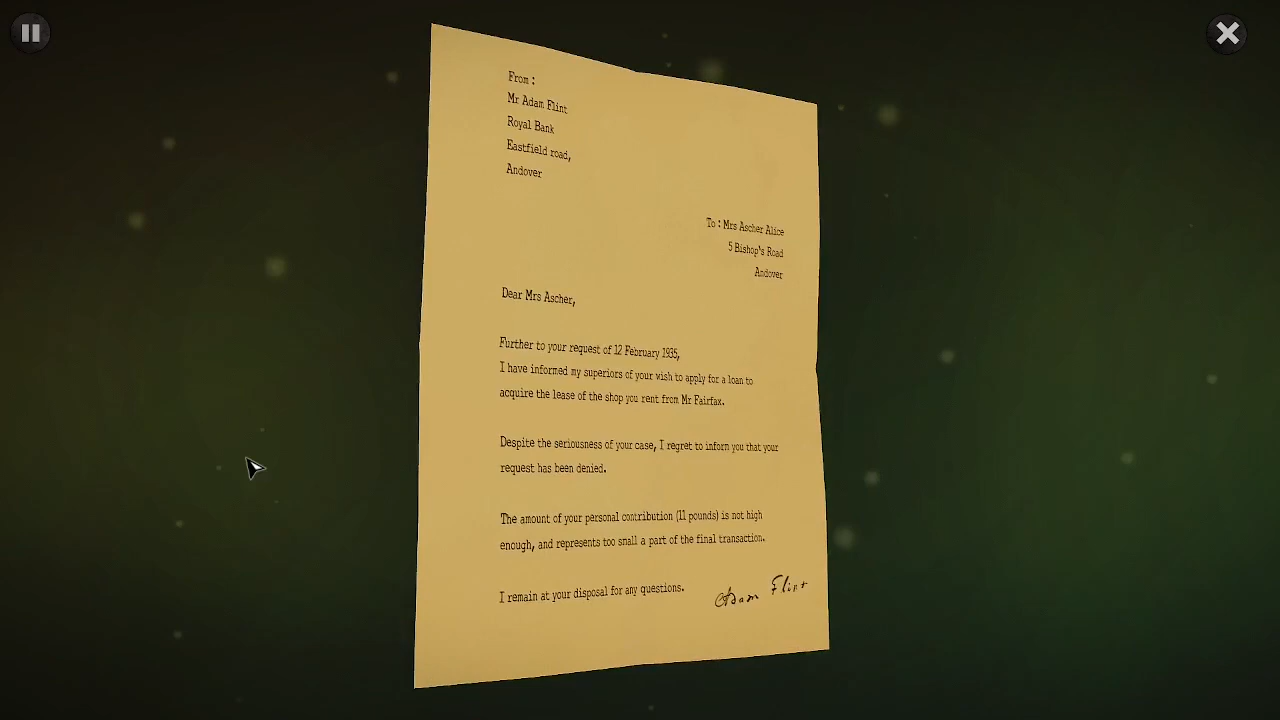 From :
Mr Adam Flint
Royal Bank
Eastfield road,
Andover
To : Mrs Ascher Alice
5 Bishop's Road
Andover
Dear Mrs Ascher,
Further to your request of 12 February 1935,
I have informed my superiors of your wish to apply for a loan to
acquire the lease of the shop you rent from Mr Fairfax.
Despite the seriousness of your case, I regret to inform you that your
request has been denied.
The amount of your personal contribution (11 pounds) is not high
enough, and represents too small a part of the final transaction.
I remain at your disposal for any questions.
Adam Flint